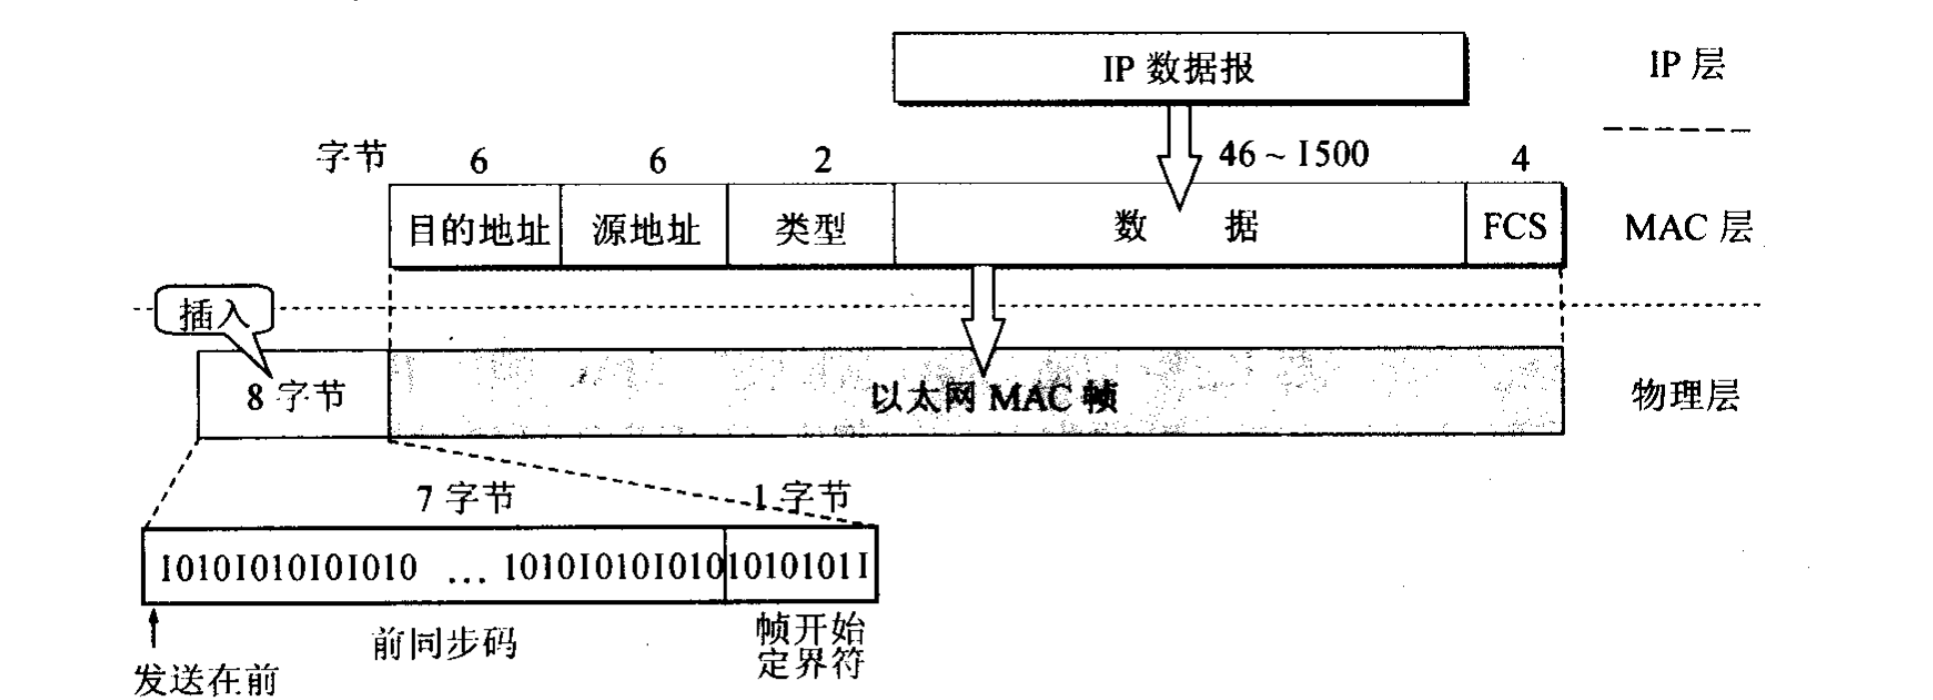 IP 数据报
IP 层
字节 6 6 2 46~1500 4
目的地址 源地址 类型 数 据 FCS MAC 层
插入
8 字节 以太网 MAC 帧 物理层
7 字节 1 字节
10101010101010 ... 101010101010 10101011
前同步码 帧开始
定界符
发送在前